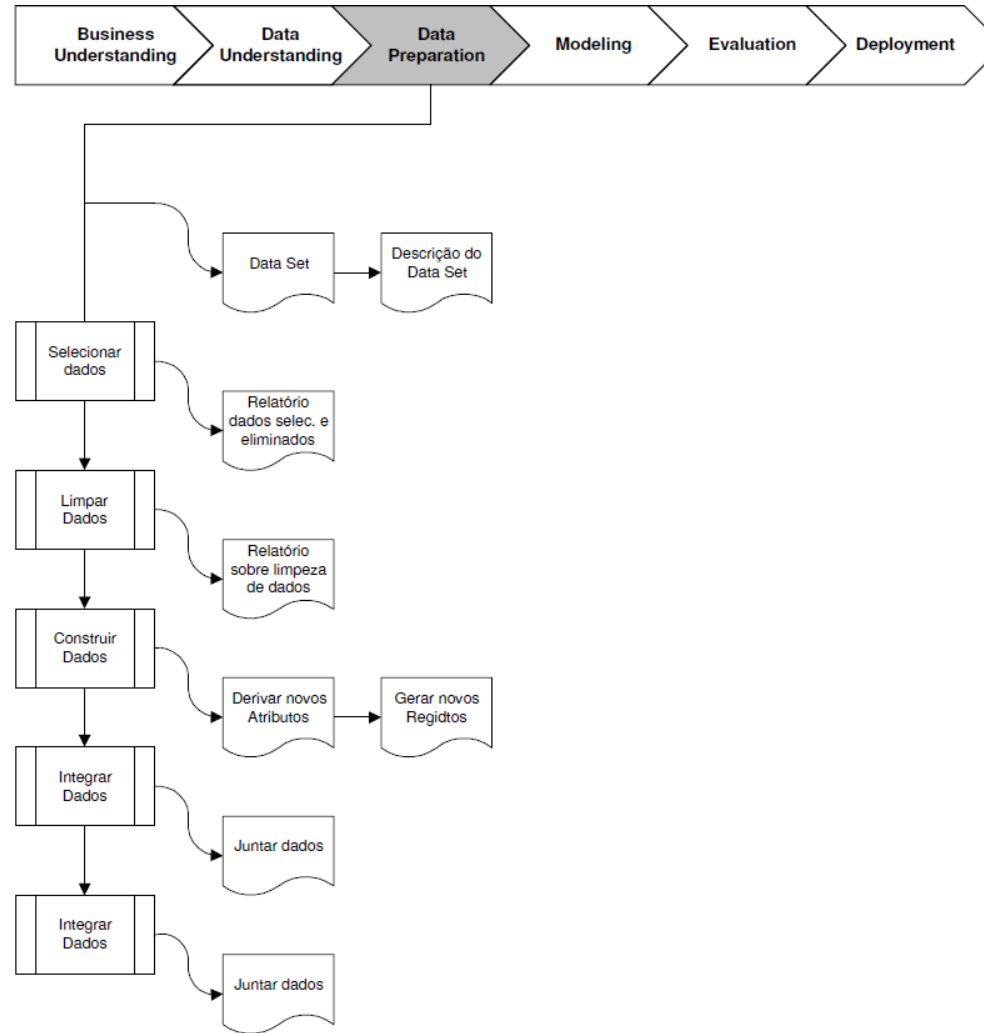 Business
Understanding
Data
Understanding
Data
Preparation
Modeling
Evaluation
Deployment
Data Set
Descrição do
Data Set
Selecionar
dados
Relatório
dados selec. e
eliminados
Limpar
Dados
Relatório
sobre limpeza
de dados
Construir
Dados
Derivar novos
Atributos
Gerar novos
Regidtos
Integrar
Dados
Juntar dados
Integrar
Dados
Juntar dados